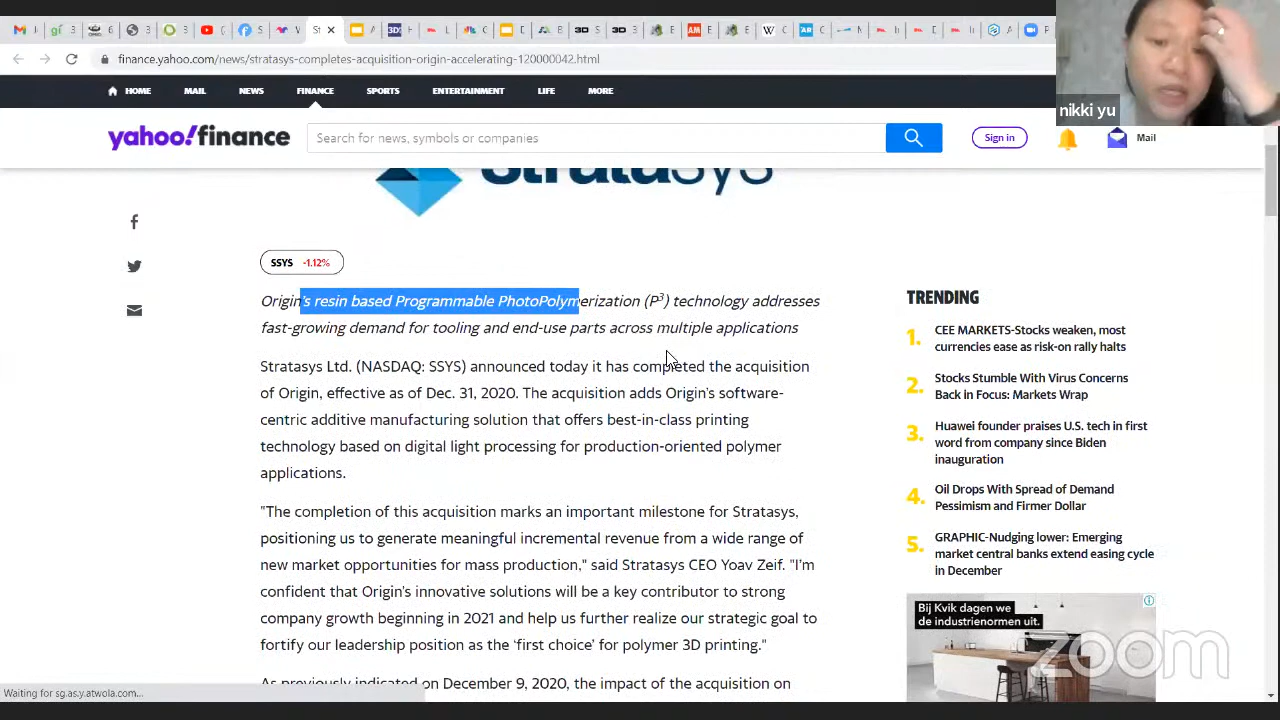 St
finance.yahoo.com/news/stratasys-completes-acquisition-origin-accelerating-120000042.html
nikki yu
HOME MAIL NEWS FINANCE SPORTS ENTERTAINMENT LIFE MORE
yahoo!finance
Search for news, symbols or companies
Sign in
Mail
stratasys
SSYS -1.12%
Origin's resin based Programmable PhotoPolymerization (P3) technology addresses
fast-growing demand for tooling and end-use parts across multiple applications
Stratasys Ltd. (NASDAQ: SSYS) announced today it has completed the acquisition
of Origin, effective as of Dec. 31, 2020. The acquisition adds Origin's software-
centric additive manufacturing solution that offers best-in-class printing
technology based on digital light processing for production-oriented polymer
applications.
"The completion of this acquisition marks an important milestone for Stratasys,
positioning us to generate meaningful incremental revenue from a wide range of
new market opportunities for mass production," said Stratasys CEO Yoav Zeif. "I'm
confident that Origin's innovative solutions will be a key contributor to strong
company growth beginning in 2021 and help us further realize our strategic goal to
fortify our leadership position as the 'first choice' for polymer 3D printing."
As previously indicated on December 9, 2020, the impact of the acquisition on
TRENDING
1. CEE MARKETS-Stocks weaken, most
currencies ease as risk-on rally halts
2. Stocks Stumble With Virus Concerns
Back in Focus: Markets Wrap
3. Huawei founder praises U.S. tech in first
word from company since Biden
inauguration
4. Oil Drops With Spread of Demand
Pessimism and Firmer Dollar
5. GRAPHIC-Nudging lower: Emerging
market central banks extend easing cycle
in December
Bij Kvik dagen we
de industrienormen uit.
zoom
Waiting for sg.as.y.atwola.com...